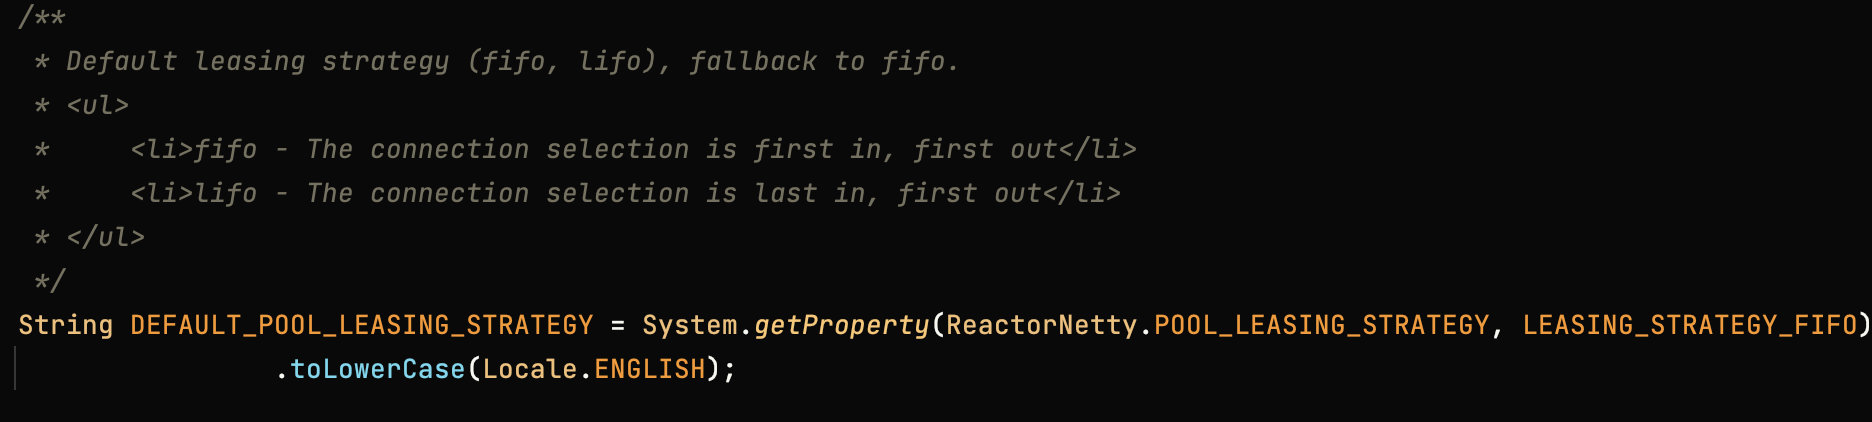 /**
 * Default leasing strategy (fifo, lifo), fallback to fifo.
 * <ul>
 *     <li>fifo - The connection selection is first in, first out</li>
 *     <li>lifo - The connection selection is last in, first out</li>
 * </ul>
 */
String DEFAULT_POOL_LEASING_STRATEGY = System.getProperty(ReactorNetty.POOL_LEASING_STRATEGY, LEASING_STRATEGY_FIFO)
                .toLowerCase(Locale.ENGLISH);